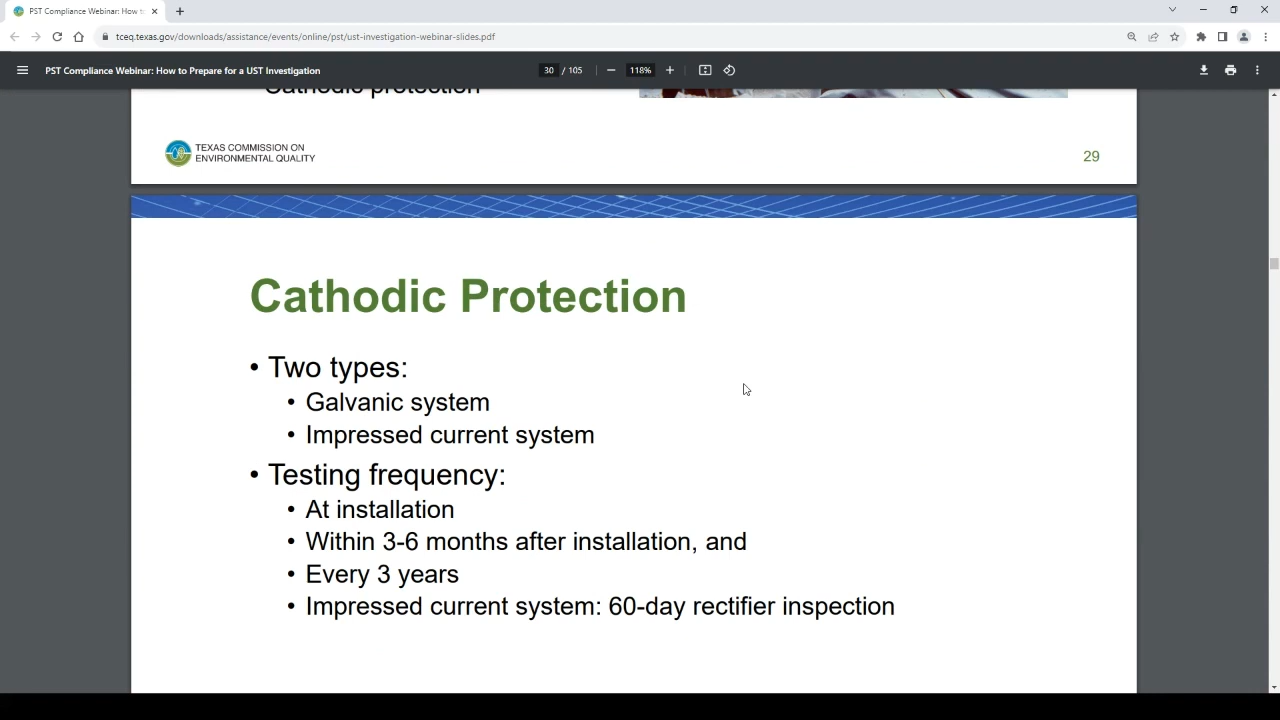 PST Compliance Webinar: How t
tceq.texas.gov/downloads/assistance/events/online/pst/ust-investigation-webinar-slides.pdf
PST Compliance Webinar: How to Prepare for a UST Investigation
30 / 105
118%
Cathodic protection
TEXAS COMMISSION ON
ENVIRONMENTAL QUALITY
29
Cathodic Protection
• Two types:
• Galvanic system
• Impressed current system
• Testing frequency:
• At installation
• Within 3-6 months after installation, and
• Every 3 years
• Impressed current system: 60-day rectifier inspection